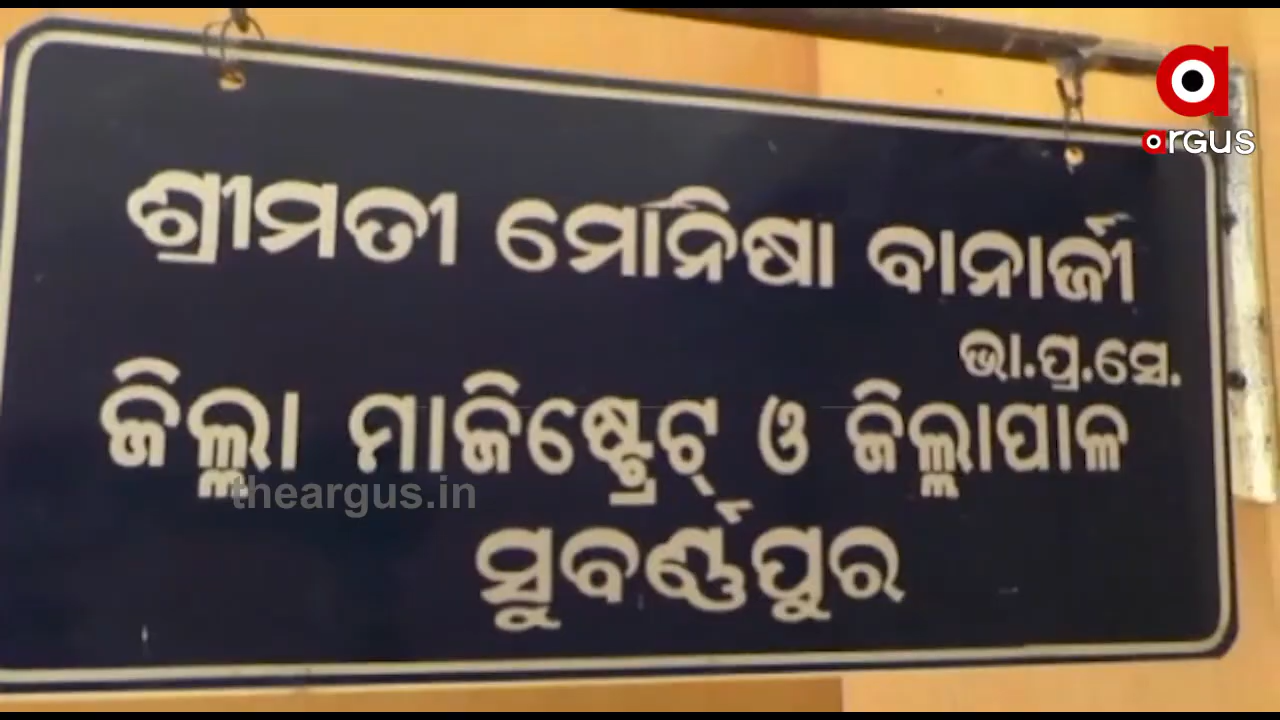 argus
ଶ୍ରୀମତୀ ମୋନିଷା ବାନାର୍ଜୀ
ଭା.ପ୍ର.ସେ.
ଜିଲ୍ଲା ମାଜିଷ୍ଟ୍ରେଟ୍ ଓ ଜିଲ୍ଲାପାଳ
theargus.in
ସୁବର୍ଣ୍ଣପୁର